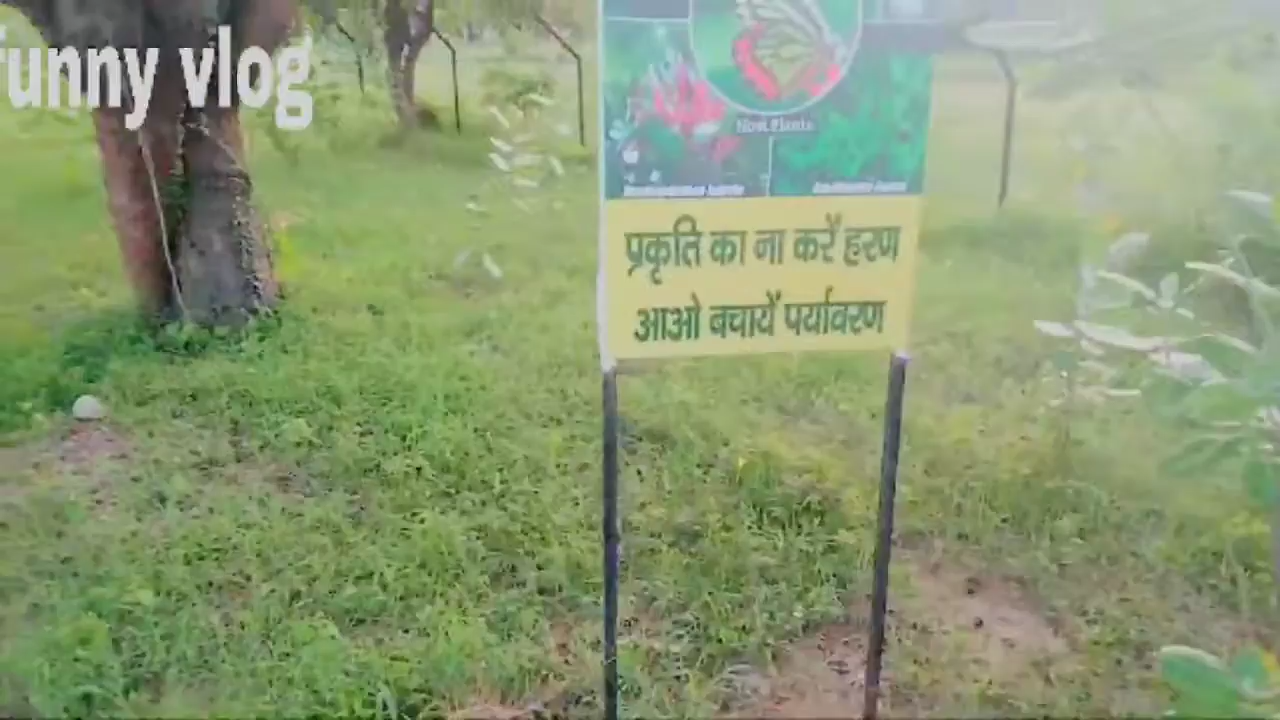 funny vlog
Host Plants
प्रकृति का ना करें हरण
आओ बचायें पर्यावरण